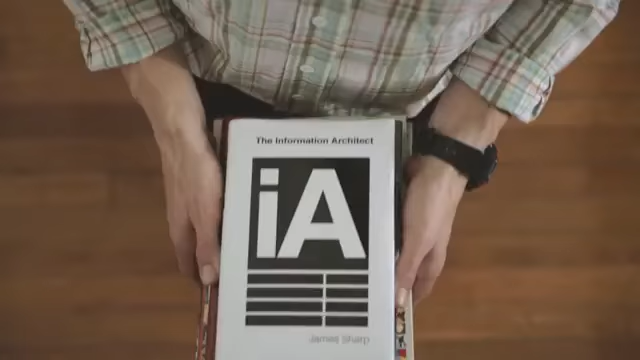 The Information Architect
iA
James Sharp